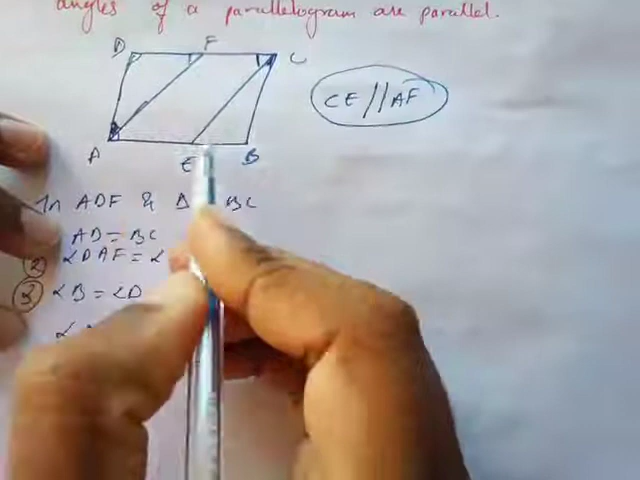 angles of a parallelogram are parallel.
D F C
CE//AF
A E B
In ADF & Δ BC
AD = BC
② ∠DAF = ∠
③ ∠B = ∠D
∠